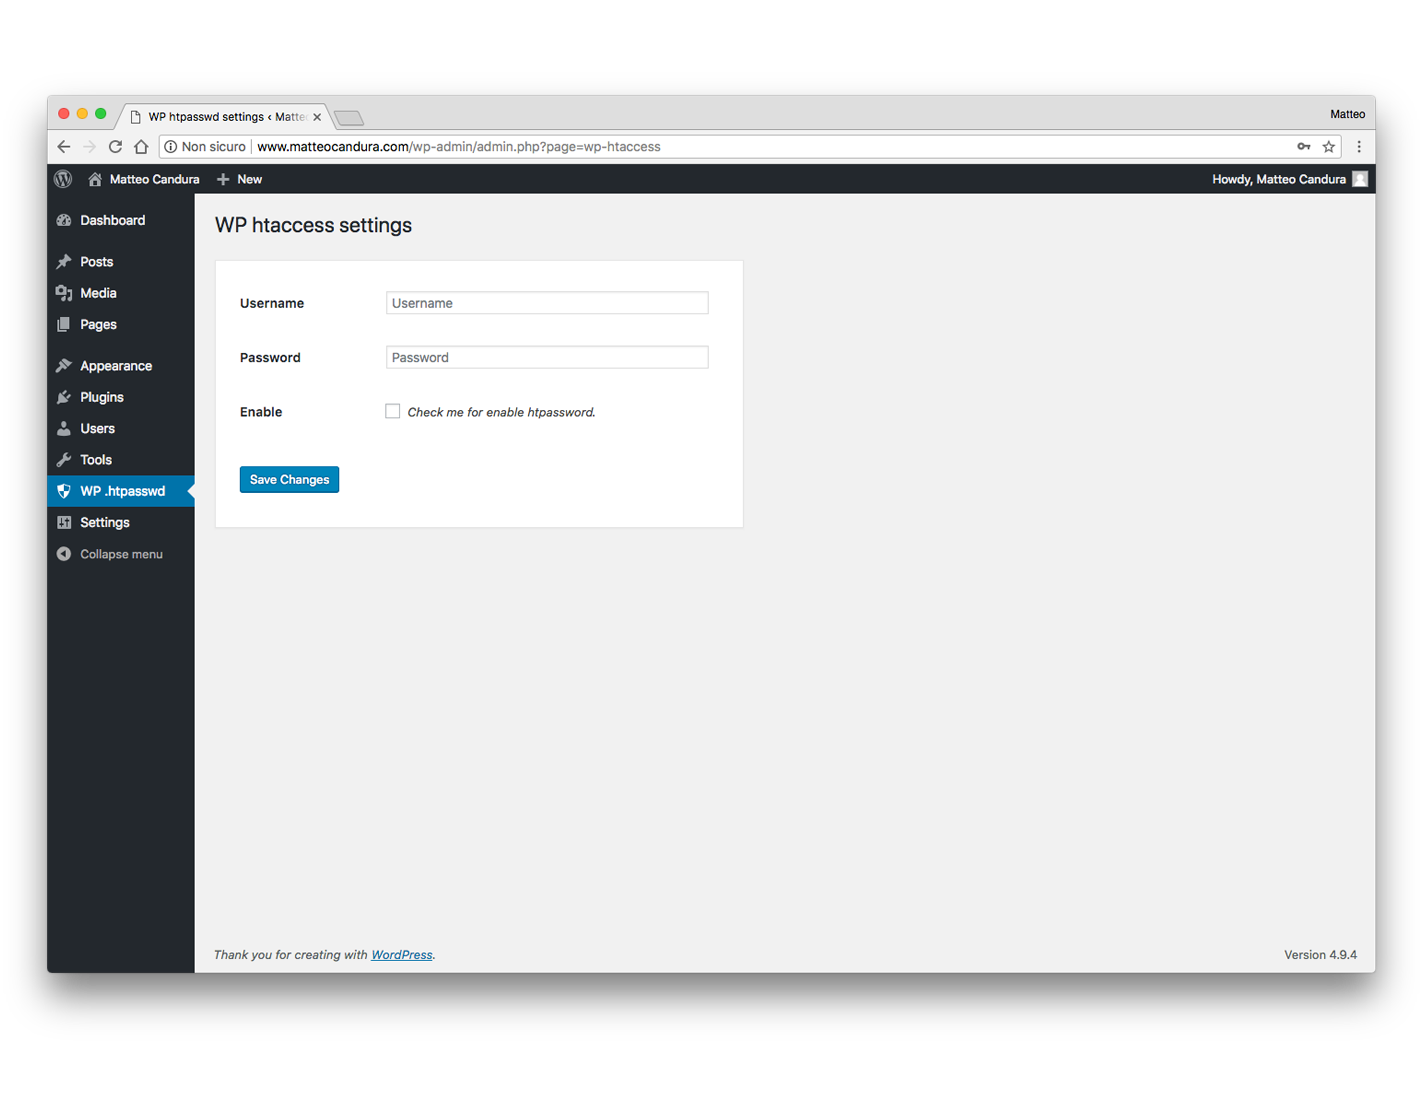 WP htpasswd settings ‹ Matte
Matteo
Non sicuro www.matteocandura.com/wp-admin/admin.php?page=wp-htaccess
Matteo Candura New Howdy, Matteo Candura
Dashboard
Posts
Media
Pages
Appearance
Plugins
Users
Tools
WP .htpasswd
Settings
Collapse menu
WP htaccess settings
Username Username
Password Password
Enable Check me for enable htpassword.
Save Changes
Thank you for creating with WordPress.
Version 4.9.4